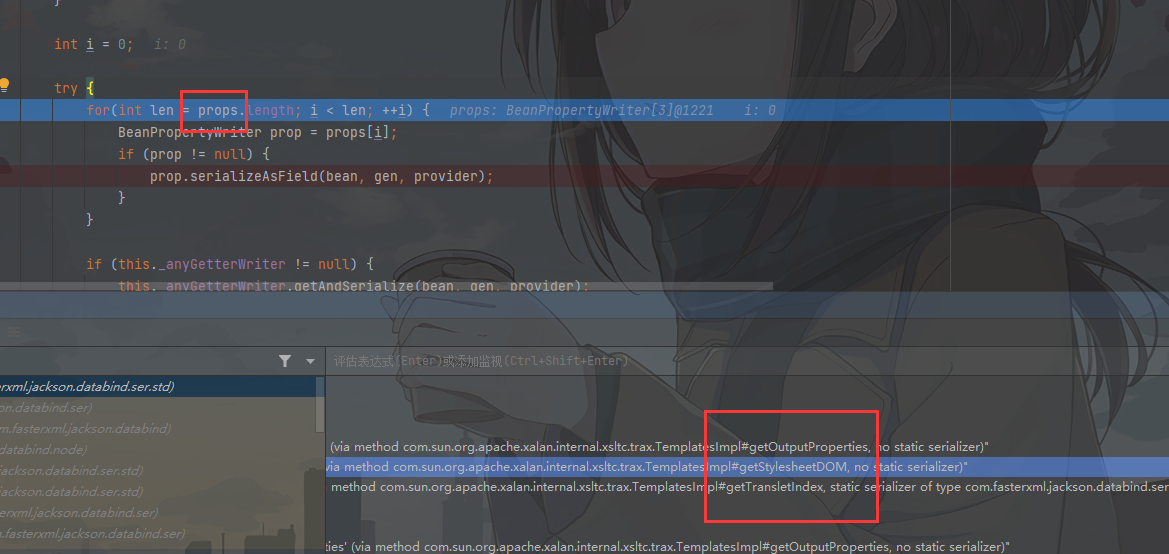 }
int i = 0;   i: 0
try {
for(int len = props.length; i < len; ++i) {   props: BeanPropertyWriter[3]@1221   i: 0
BeanPropertyWriter prop = props[i];
if (prop != null) {
prop.serializeAsField(bean, gen, provider);
}
}
if (this._anyGetterWriter != null) {
this._anyGetterWriter.getAndSerialize(bean, gen, provider);
评估表达式(Enter)或添加监视(Ctrl+Shift+Enter)
erxml.jackson.databind.ser.std)
son.databind.ser)
m.fasterxml.jackson.databind)
databind.node)
.jackson.databind.ser.std)
.jackson.databind.ser.std)
erxml.jackson.databind.ser)
n.fasterxml.jackson.databind.ser)
(via method com.sun.org.apache.xalan.internal.xsltc.trax.TemplatesImpl#getOutputProperties, no static serializer)"
via method com.sun.org.apache.xalan.internal.xsltc.trax.TemplatesImpl#getStylesheetDOM, no static serializer)"
method com.sun.org.apache.xalan.internal.xsltc.trax.TemplatesImpl#getTransletIndex, static serializer of type com.fasterxml.jackson.databind.ser
ties' (via method com.sun.org.apache.xalan.internal.xsltc.trax.TemplatesImpl#getOutputProperties, no static serializer)"